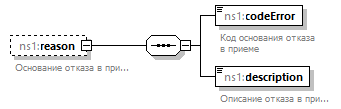 ns1:codeError
Код основания отказа
в приеме
ns1:reason
Основание отказа в при...
ns1:description
Описание отказа в при...